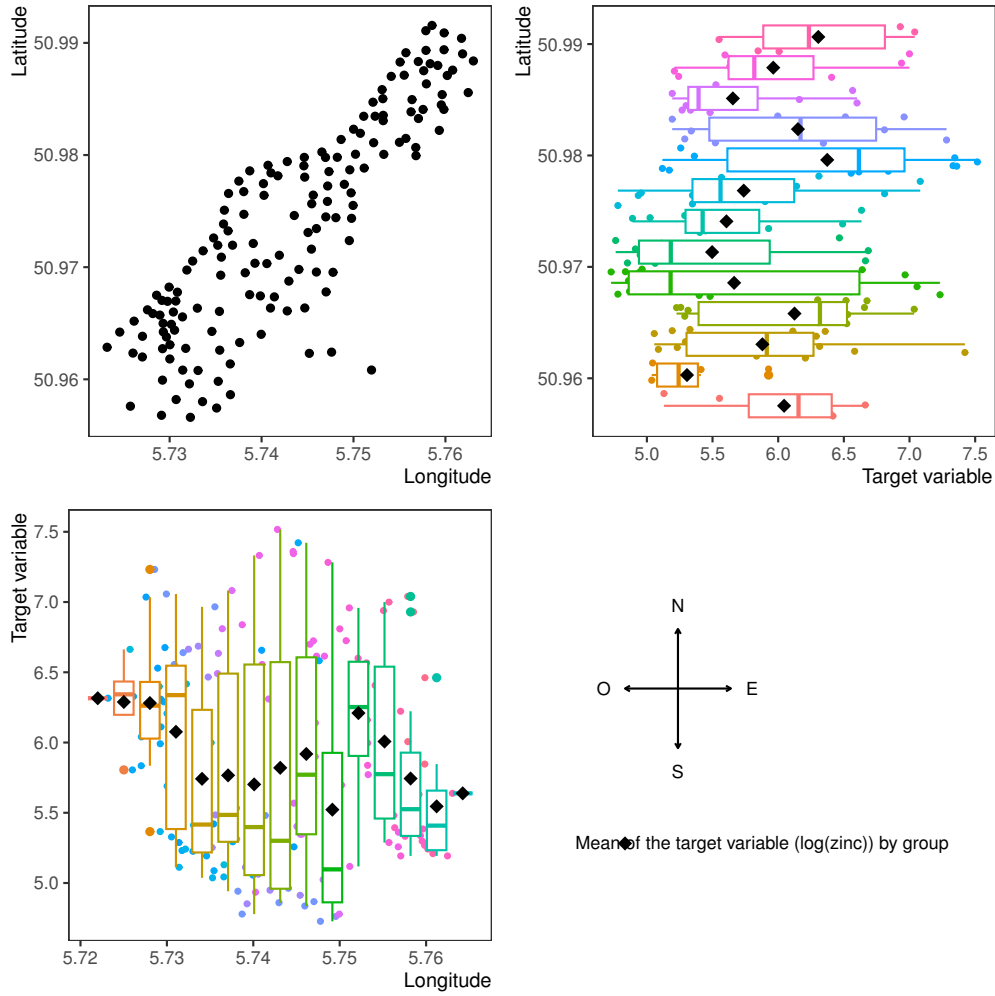 Latitude
50.99
50.98
50.97
50.96
5.73 5.74 5.75 5.76
Longitude
Latitude
50.99
50.98
50.97
50.96
5.0 5.5 6.0 6.5 7.0 7.5
Target variable
Target variable
7.5
7.0
6.5
6.0
5.5
5.0
5.72 5.73 5.74 5.75 5.76
Longitude
N
O E
S
Mean of the target variable (log(zinc)) by group